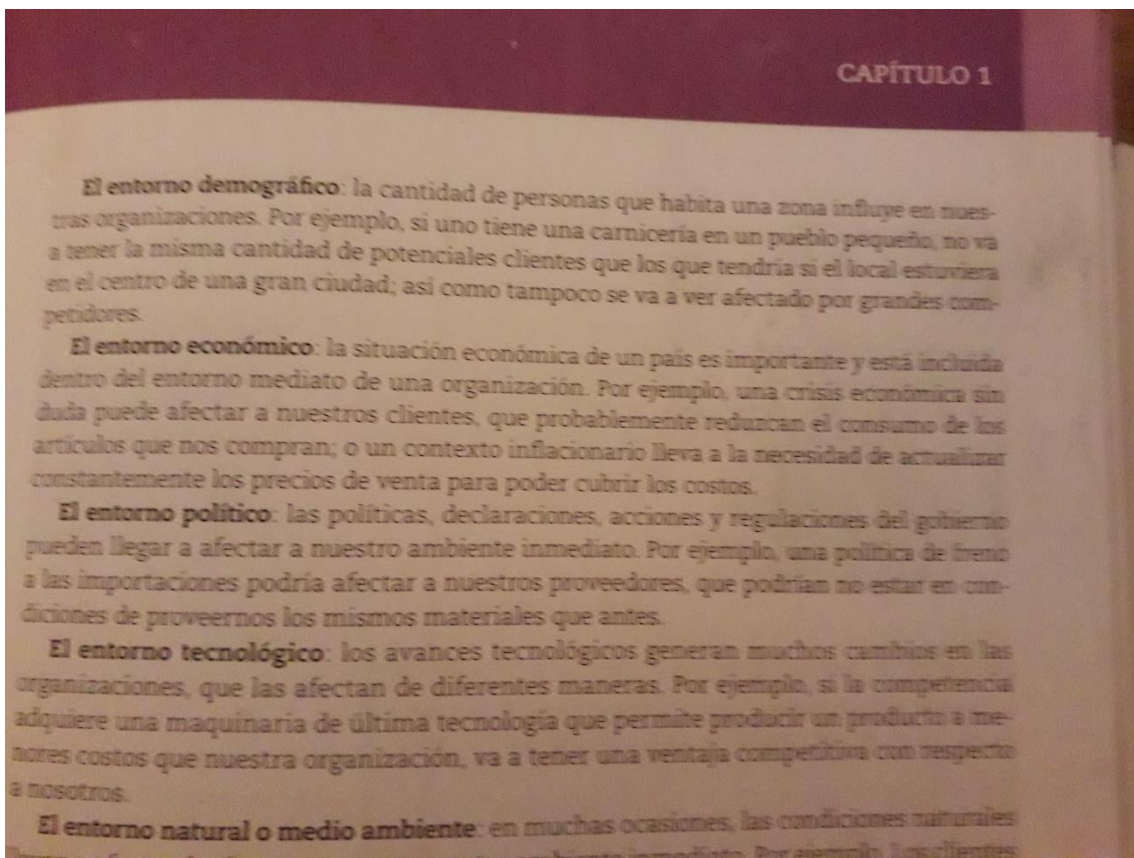 CAPÍTULO 1
El entorno demográfico: la cantidad de personas que habita una zona influye en nues-
tras organizaciones. Por ejemplo, si uno tiene una carnicería en un pueblo pequeño, no va
a tener la misma cantidad de potenciales clientes que los que tendría si el local estuviera
en el centro de una gran ciudad; así como tampoco se va a ver afectado por grandes com-
petidores.
El entorno económico: la situación económica de un país es importante y está incluida
dentro del entorno mediato de una organización. Por ejemplo, una crisis económica sin
duda puede afectar a nuestros clientes, que probablemente reduzcan el consumo de los
artículos que nos compran; o un contexto inflacionario lleva a la necesidad de actualizar
constantemente los precios de venta para poder cubrir los costos.
El entorno político: las políticas, declaraciones, acciones y regulaciones del gobierno
pueden llegar a afectar a nuestro ambiente inmediato. Por ejemplo, una política de freno
a las importaciones podría afectar a nuestros proveedores, que podrían no estar en con-
diciones de proveernos los mismos materiales que antes.
El entorno tecnológico: los avances tecnológicos generan muchos cambios en las
organizaciones, que las afectan de diferentes maneras. Por ejemplo, si la competencia
adquiere una maquinaria de última tecnología que permite producir un producto a me-
nores costos que nuestra organización, va a tener una ventaja competitiva con respecto
a nosotros.
El entorno natural o medio ambiente: en muchas ocasiones, las condiciones naturales
inmediato. Por ejemplo. Los clientes